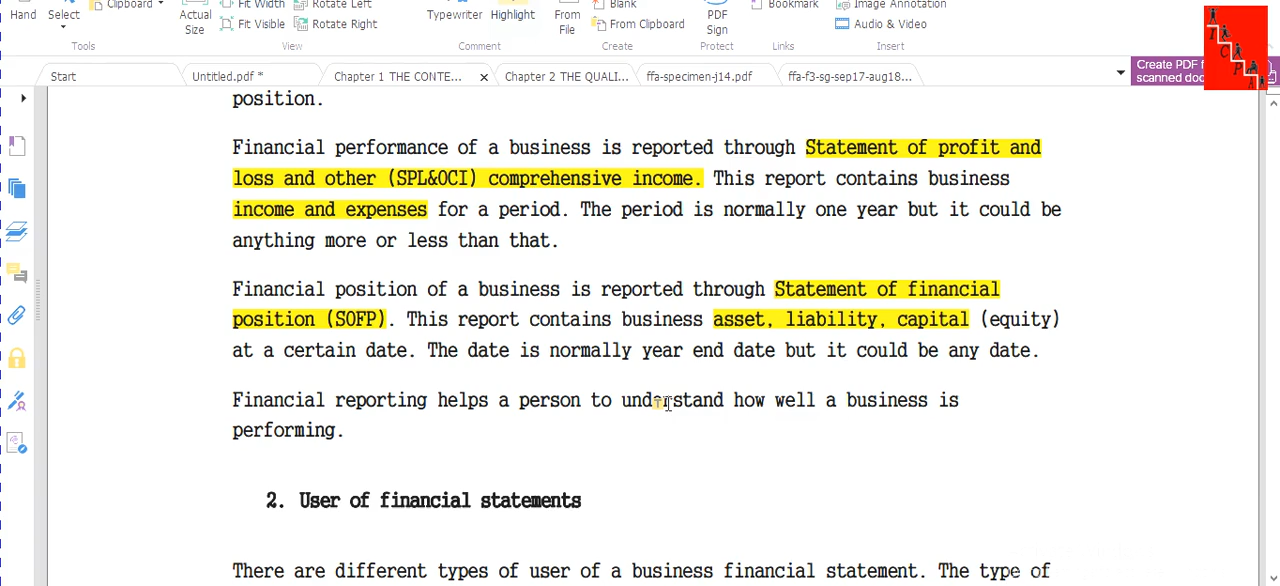 Hand
Select
Clipboard
Actual
Size
Fit Width
Fit Visible
Rotate Left
Rotate Right
Typewriter
Highlight
From
File
Blank
From Clipboard
PDF
Sign
Bookmark
Image Annotation
Audio & Video
Tools
View
Comment
Create
Protect
Links
Insert
Start
Untitled.pdf *
Chapter 1 THE CONTE...
Chapter 2 THE QUALI...
ffa-specimen-j14.pdf
ffa-f3-sg-sep17-aug18...
Create PDF
scanned
T
C
P
A
position.
Financial performance of a business is reported through Statement of profit and
loss and other (SPL&OCI) comprehensive income. This report contains business
income and expenses for a period. The period is normally one year but it could be
anything more or less than that.
Financial position of a business is reported through Statement of financial
position (SOFP). This report contains business asset, liability, capital (equity)
at a certain date. The date is normally year end date but it could be any date.
Financial reporting helps a person to understand how well a business is
performing.
2. User of financial statements
There are different types of user of a business financial statement. The type of